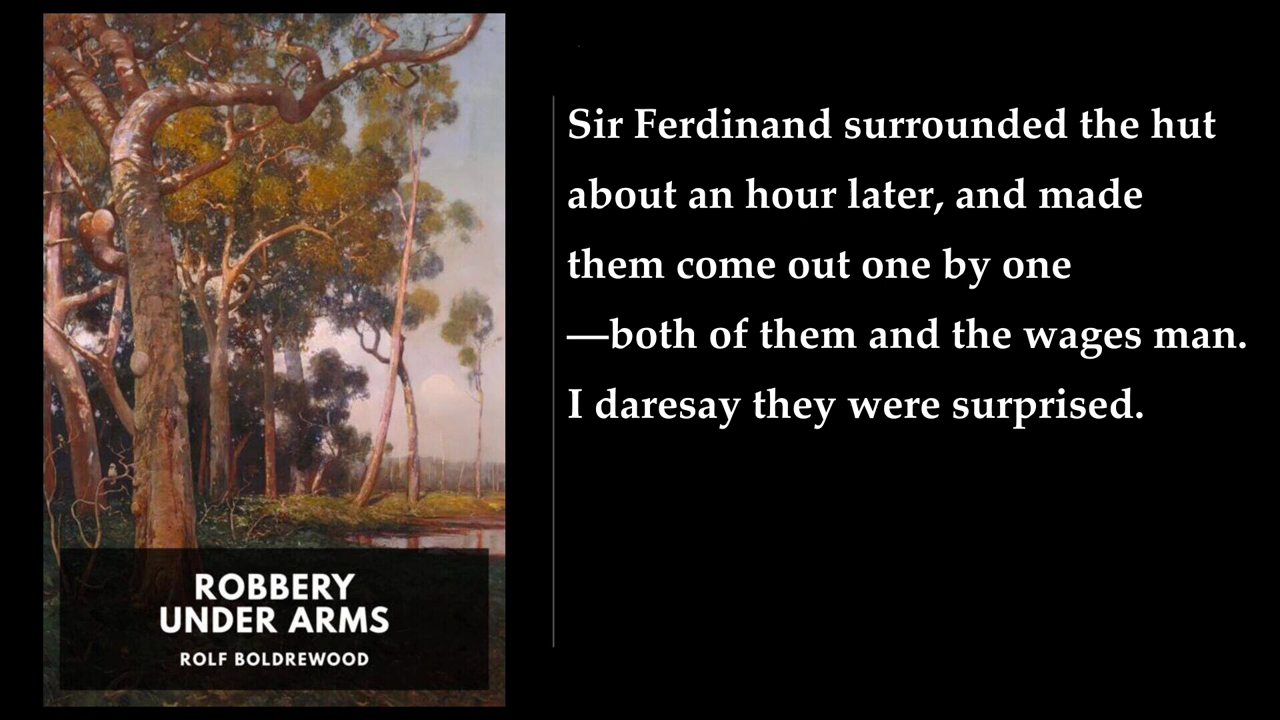 Sir Ferdinand surrounded the hut
about an hour later, and made
them come out one by one
—both of them and the wages man.
I daresay they were surprised.
ROBBERY
UNDER ARMS
ROLF BOLDREWOOD